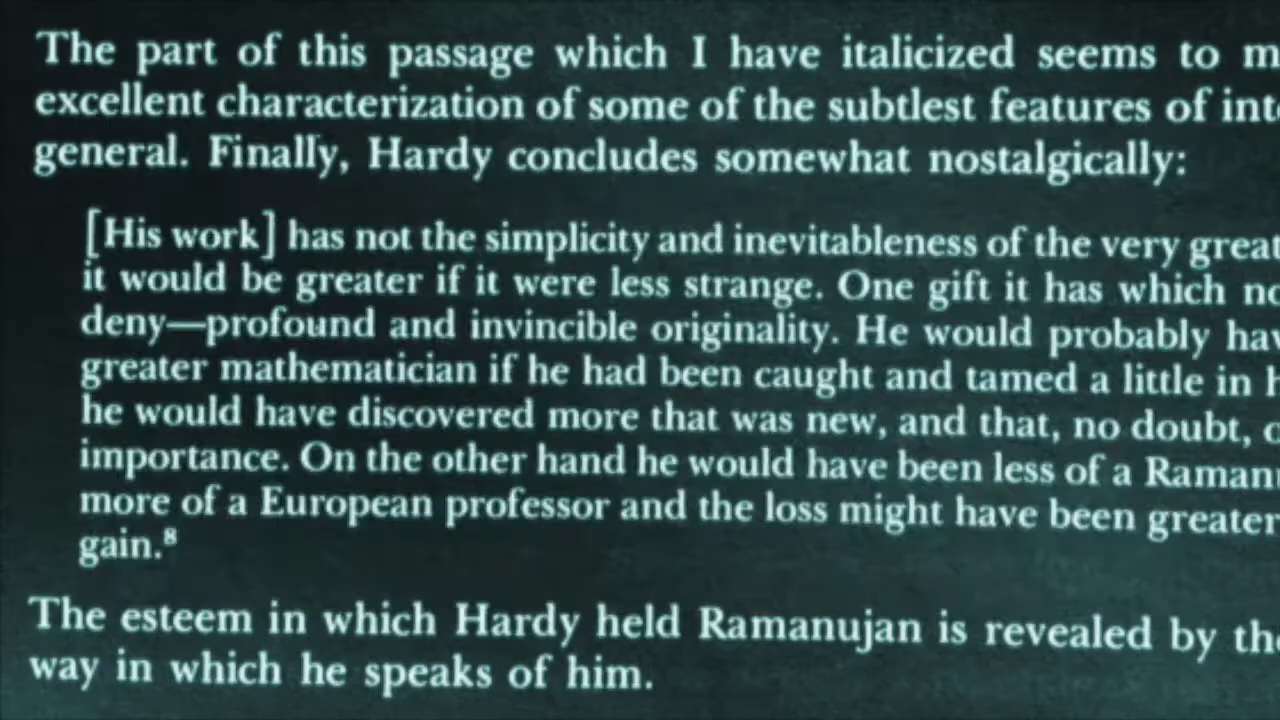 The part of this passage which I have italicized seems to
excellent characterization of some of the subtlest features of
general. Finally, Hardy concludes somewhat nostalgically:
[His work] has not the simplicity and inevitableness of the very
it would be greater if it were less strange. One gift it has which
deny—profound and invincible originality. He would probably
greater mathematician if he had been caught and tamed a little in
he would have discovered more that was new, and that, no doubt,
importance. On the other hand he would have been less of a
more of a European professor and the loss might have been greater
gain.⁸
The esteem in which Hardy held Ramanujan is revealed by
way in which he speaks of him.